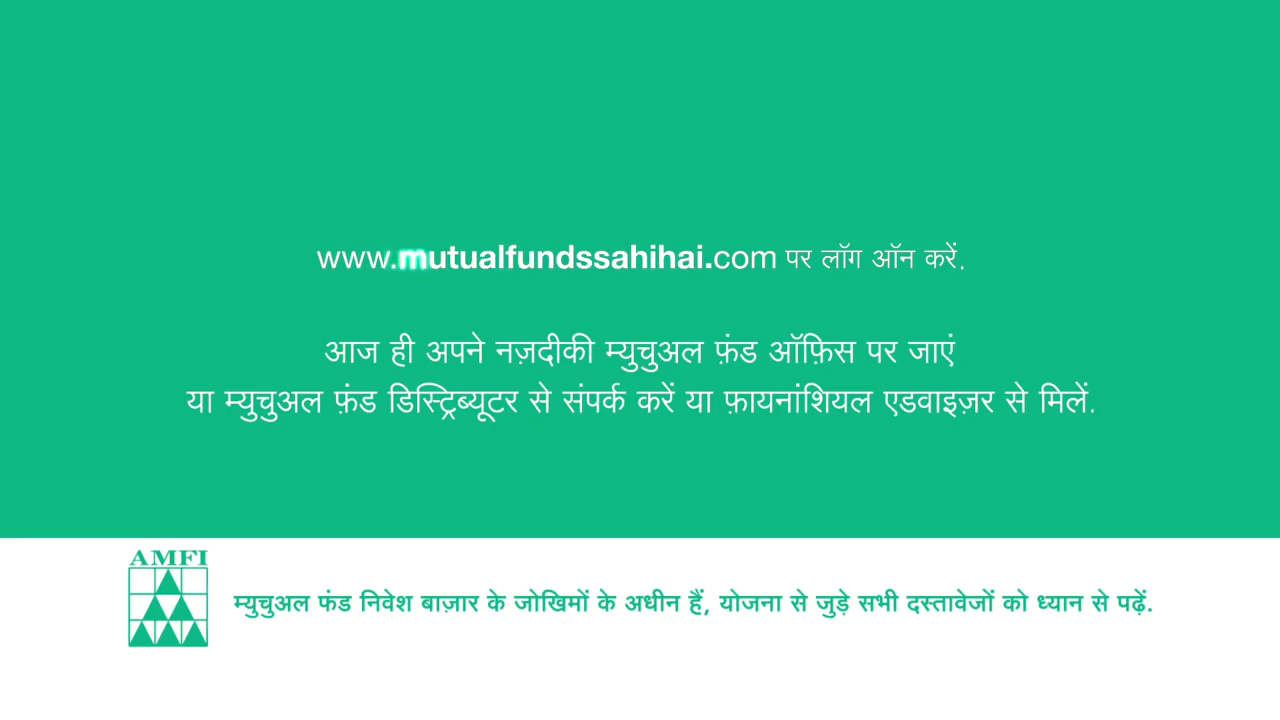 www.mutualfundssahihai.com पर लॉग ऑन करें.
आज ही अपने नज़दीकी म्युचुअल फ़ंड ऑफ़िस पर जाएं
या म्युचुअल फ़ंड डिस्ट्रिब्यूटर से संपर्क करें या फ़ायनांशियल एडवाइज़र से मिलें.
AMFI
म्युचुअल फंड निवेश बाज़ार के जोखिमों के अधीन हैं, योजना से जुड़े सभी दस्तावेजों को ध्यान से पढ़ें.